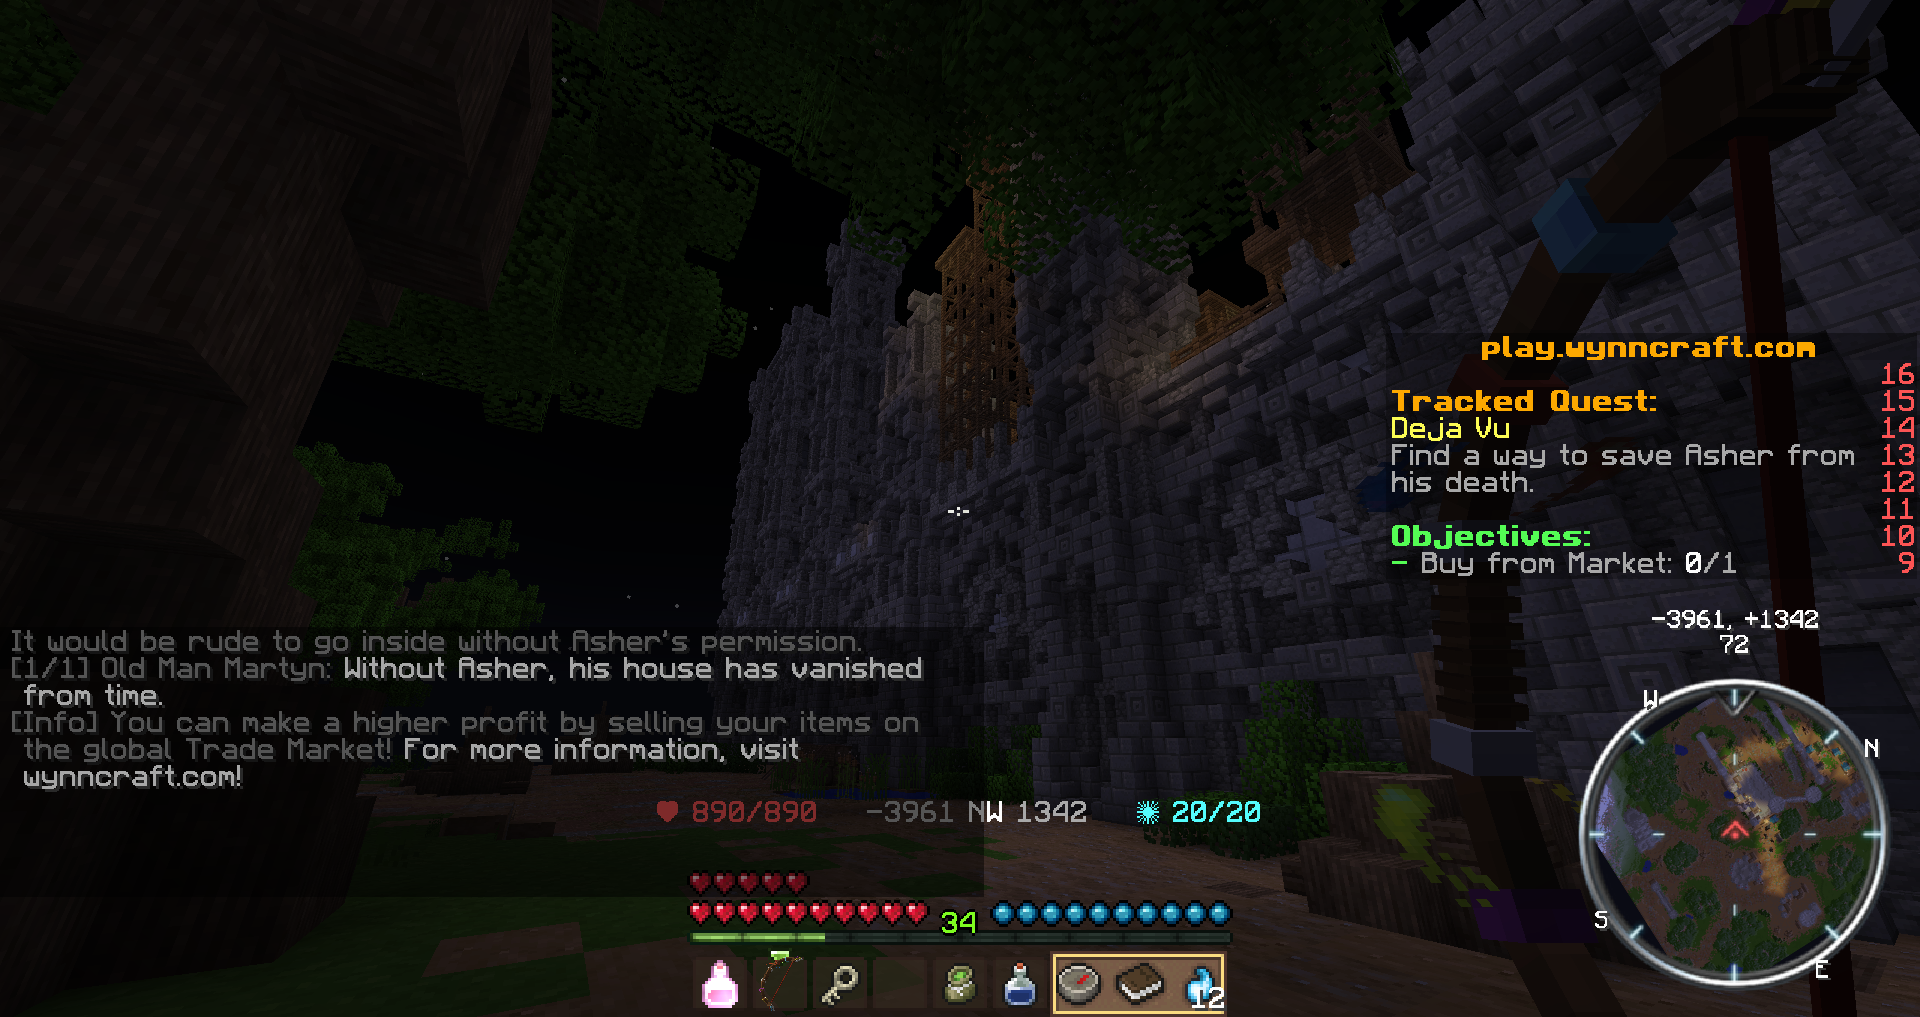 play.wynncraft.com
16
Tracked Quest: 15
Deja Vu 14
Find a way to save Asher from 13
his death. 12
11
Objectives: 10
- Buy from Market: 0/1 9
-3961, +1342
72
W
N
S
E
It would be rude to go inside without Asher's permission.
[1/1] Old Man Martyn: Without Asher, his house has vanished
from time.
[Info] You can make a higher profit by selling your items on
the global Trade Market! For more information, visit
wynncraft.com!
890/890 -3961 NW 1342 20/20
34
12